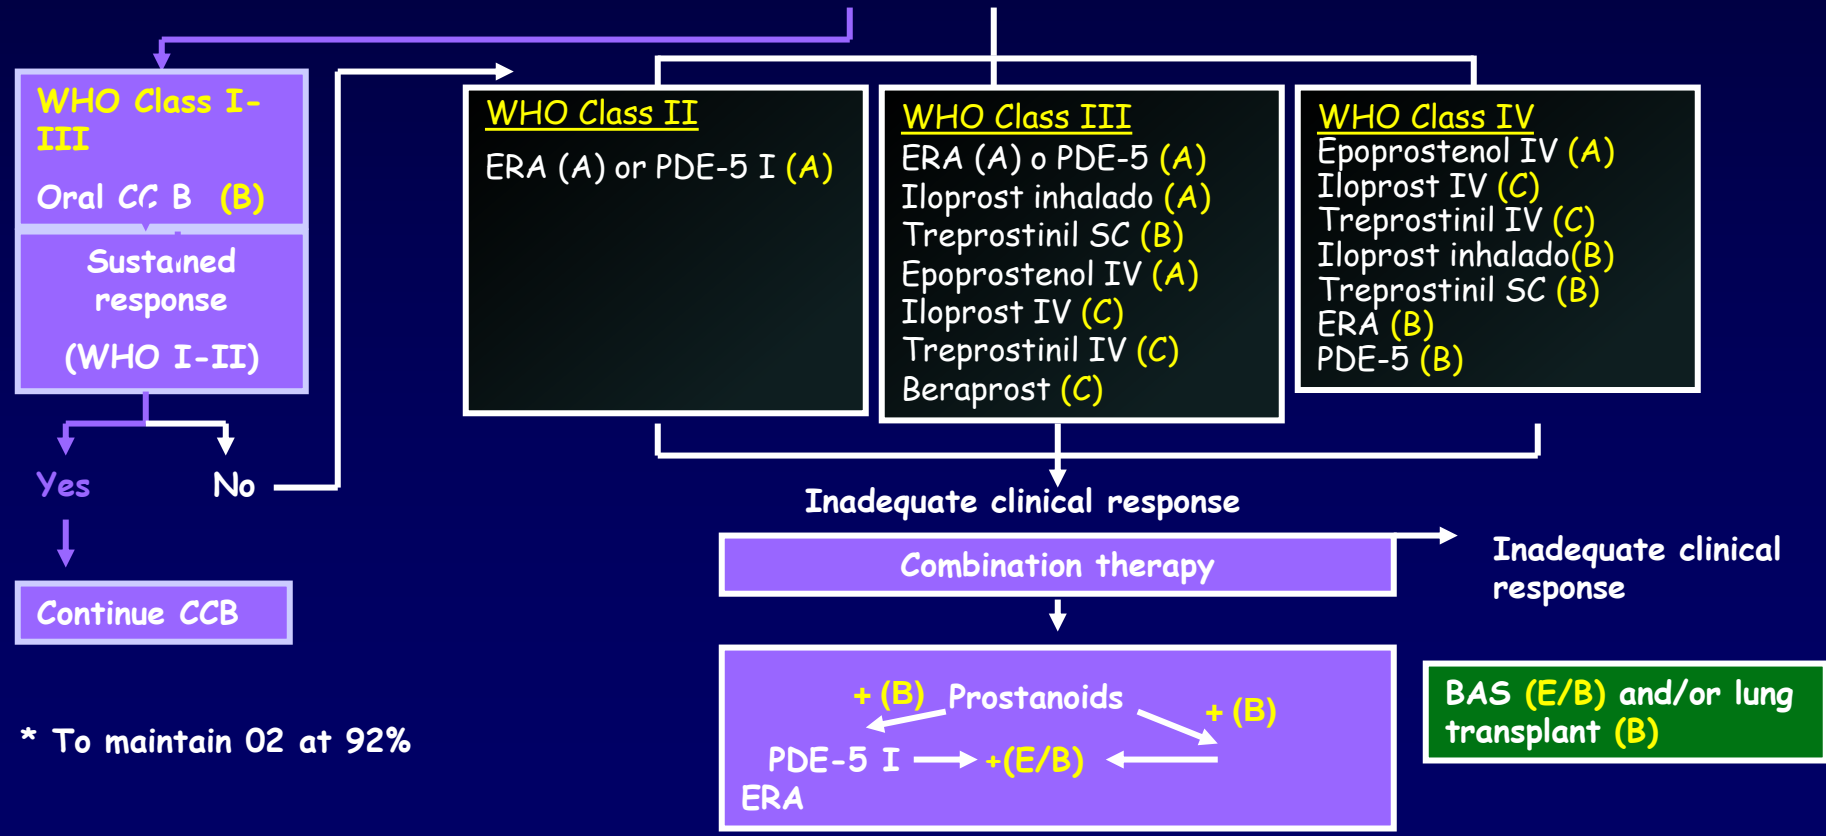 WHO Class I-
III
Oral CC B (B)
Sustained
response
(WHO I-II)
Yes
No
Continue CCB
* To maintain 02 at 92%
WHO Class II
ERA (A) or PDE-5 I (A)
WHO Class III
ERA (A) o PDE-5 (A)
Iloprost inhalado (A)
Treprostinil SC (B)
Epoprostenol IV (A)
Iloprost IV (C)
Treprostinil IV (C)
Beraprost (C)
WHO Class IV
Epoprostenol IV (A)
Iloprost IV (C)
Treprostinil IV (C)
Iloprost inhalado(B)
Treprostinil SC (B)
ERA (B)
PDE-5 (B)
Inadequate clinical response
Combination therapy
Inadequate clinical
response
+ (B) Prostanoids + (B)
PDE-5 I +(E/B)
ERA
BAS (E/B) and/or lung
transplant (B)